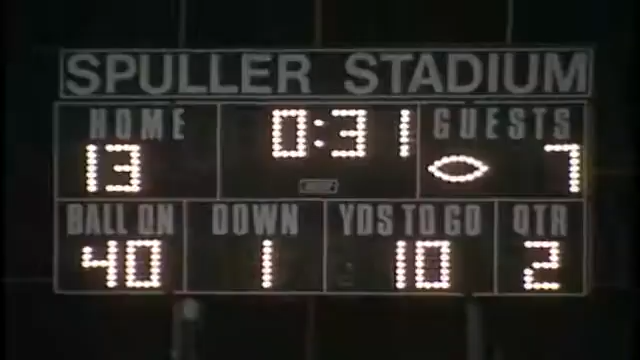 SPULLER STADIUM
HOME 0:31 GUESTS
13 7
BALL ON DOWN YDS TO GO QTR
40 1 10 2